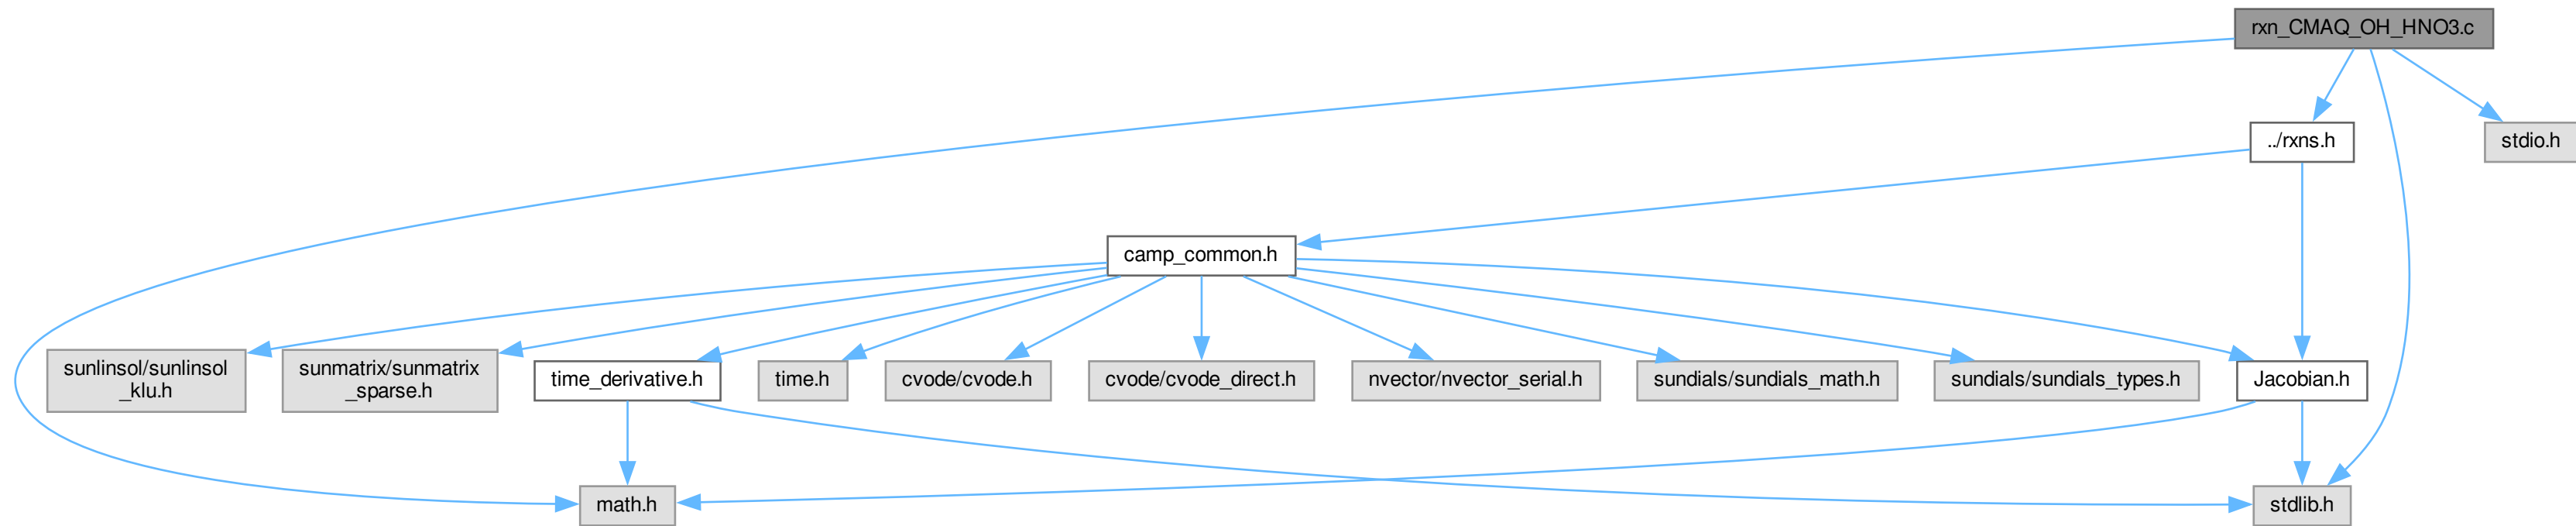 rxn_CMAQ_OH_HNO3.c
../rxns.h
stdio.h
camp_common.h
sunlinsol/sunlinsol
_klu.h
sunmatrix/sunmatrix
_sparse.h
time_derivative.h
time.h
cvode/cvode.h
cvode/cvode_direct.h
nvector/nvector_serial.h
sundials/sundials_math.h
sundials/sundials_types.h
Jacobian.h
math.h
stdlib.h